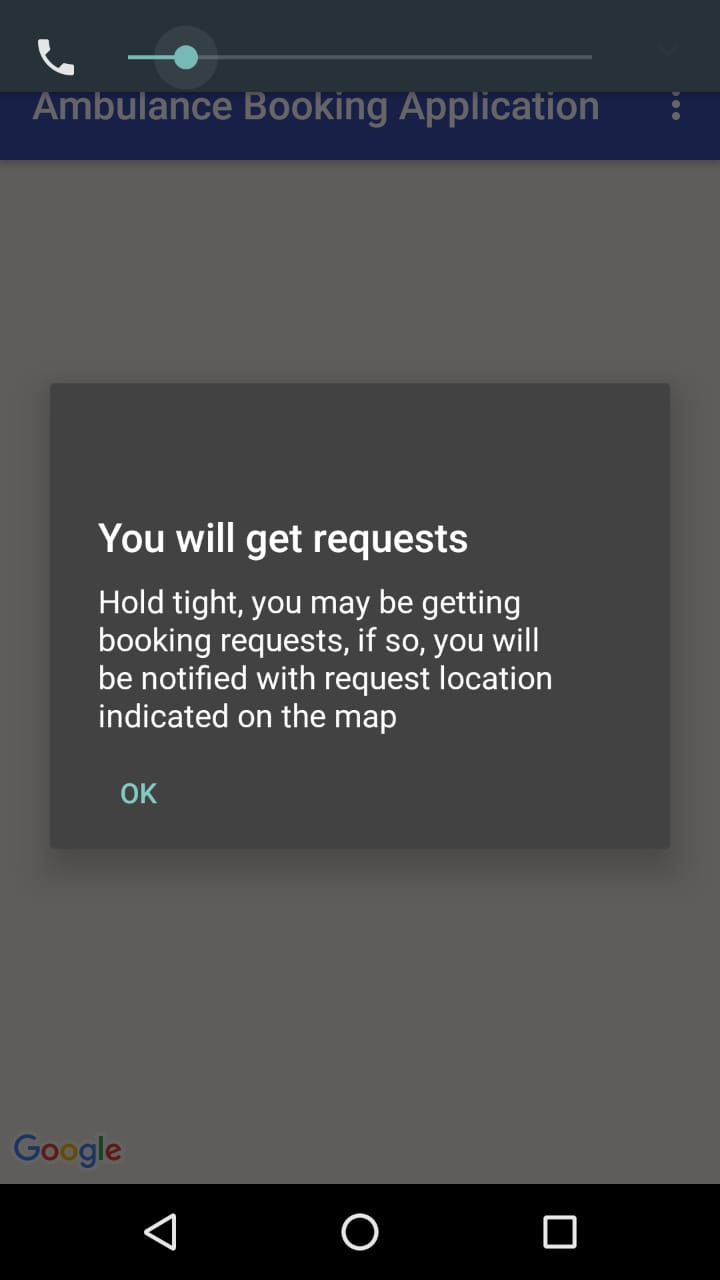 Ambulance Booking Application
You will get requests
Hold tight, you may be getting
booking requests, if so, you will
be notified with request location
indicated on the map
OK
Google